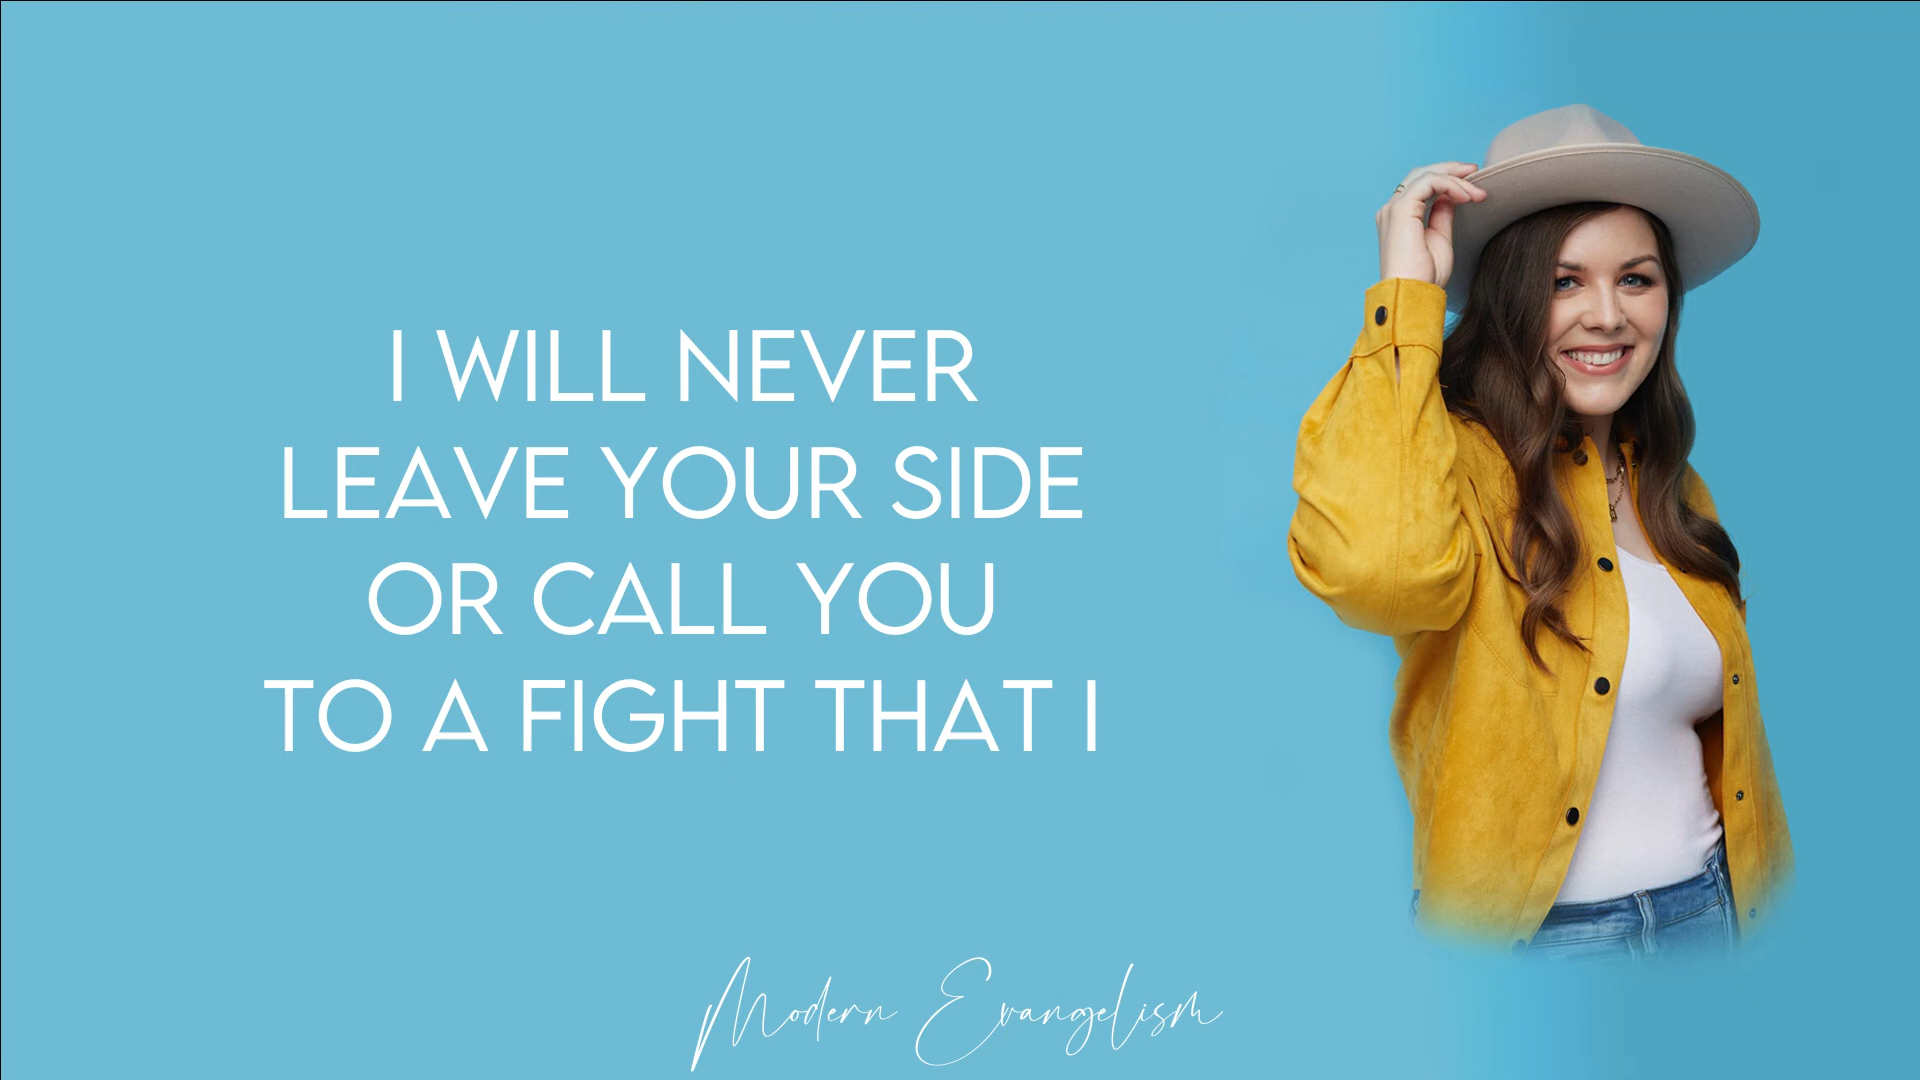 I WILL NEVER
LEAVE YOUR SIDE
OR CALL YOU
TO A FIGHT THAT I
Modern Evangelism